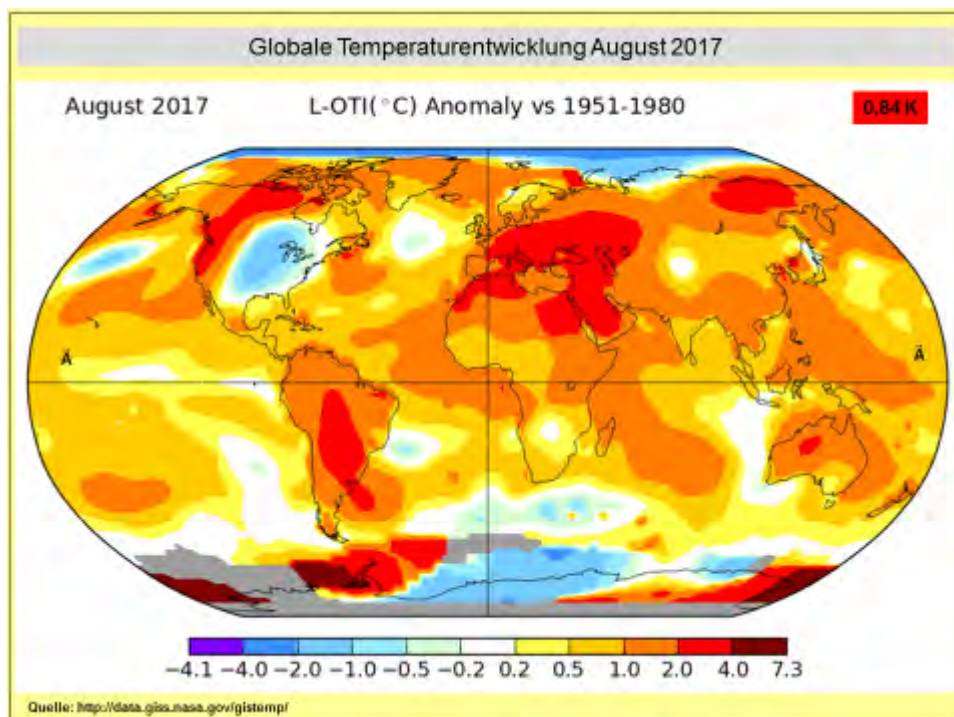 Globale Temperaturentwicklung August 2017
August 2017 L-OTI(°C) Anomaly vs 1951-1980 0,84 K
Ä Ä
−4.1 −4.0 −2.0 −1.0 −0.5 −0.2 0.2 0.5 1.0 2.0 4.0 7.3
Quelle: http://data.giss.nasa.gov/gistemp/